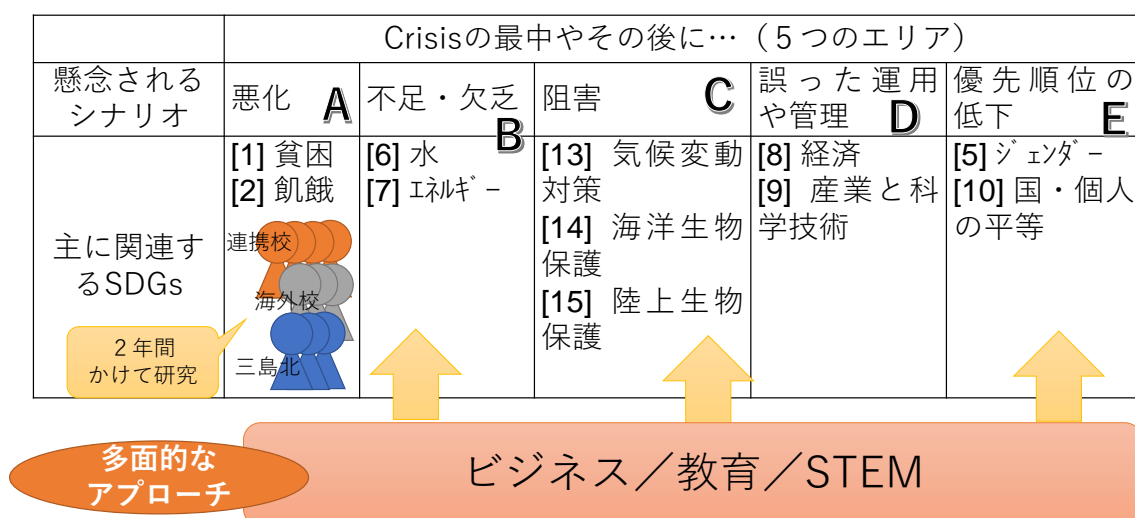 Crisisの最中やその後に…（５つのエリア）
懸念される
シナリオ
悪化 A
不足・欠乏
B
阻害 C
誤った運用
や管理 D
優先順位の
低下 E
主に関連す
るSDGs
[1] 貧困
[2] 飢餓
連携校
海外校
三島北
２年間
かけて研究
[6] 水
[7] ｴﾈﾙｷﾞｰ
[13] 気候変動
対策
[14] 海洋生物
保護
[15] 陸上生物
保護
[8] 経済
[9] 産業と科
学技術
[5] ｼﾞｪﾝﾀﾞｰ
[10] 国・個人
の平等
多面的な
アプローチ
ビジネス／教育／STEM